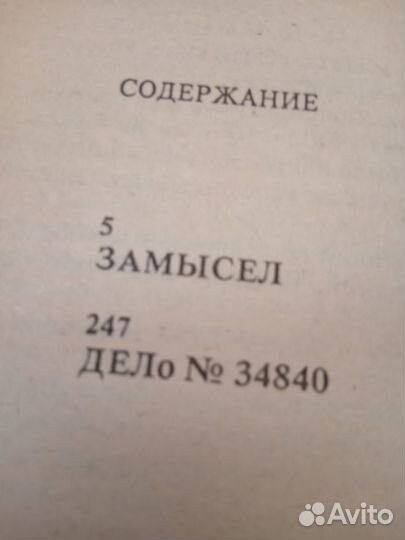 СОДЕРЖАНИЕ
5
ЗАМЫСЕЛ
247
ДЕЛо № 34840
Avito